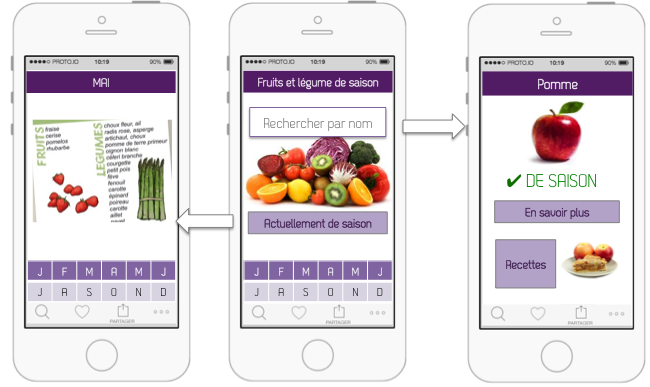 ●●●●○ PROTO.IO 10:19 90%
MAI
FRUITS
fraise
cerise
pomélos
rhubarbe
LEGUMES
choux fleur, ail
radis rose, asperge
artichaut, choux
pomme de terre primeur
oignon blanc
céleri branche
courgette
petit pois
fève
fenouil
carotte
épinard
poireau
carotte
aillet
navet
J F M A M J
J A S O N D
PARTAGER
●●●●○ PROTO.IO 10:19 90%
Fruits et légume de saison
Rechercher par nom
Actuellement de saison
J F M A M J
J A S O N D
PARTAGER
●●●●○ PROTO.IO 10:19 90%
Pomme
✔ DE SAISON
En savoir plus
Recettes
PARTAGER